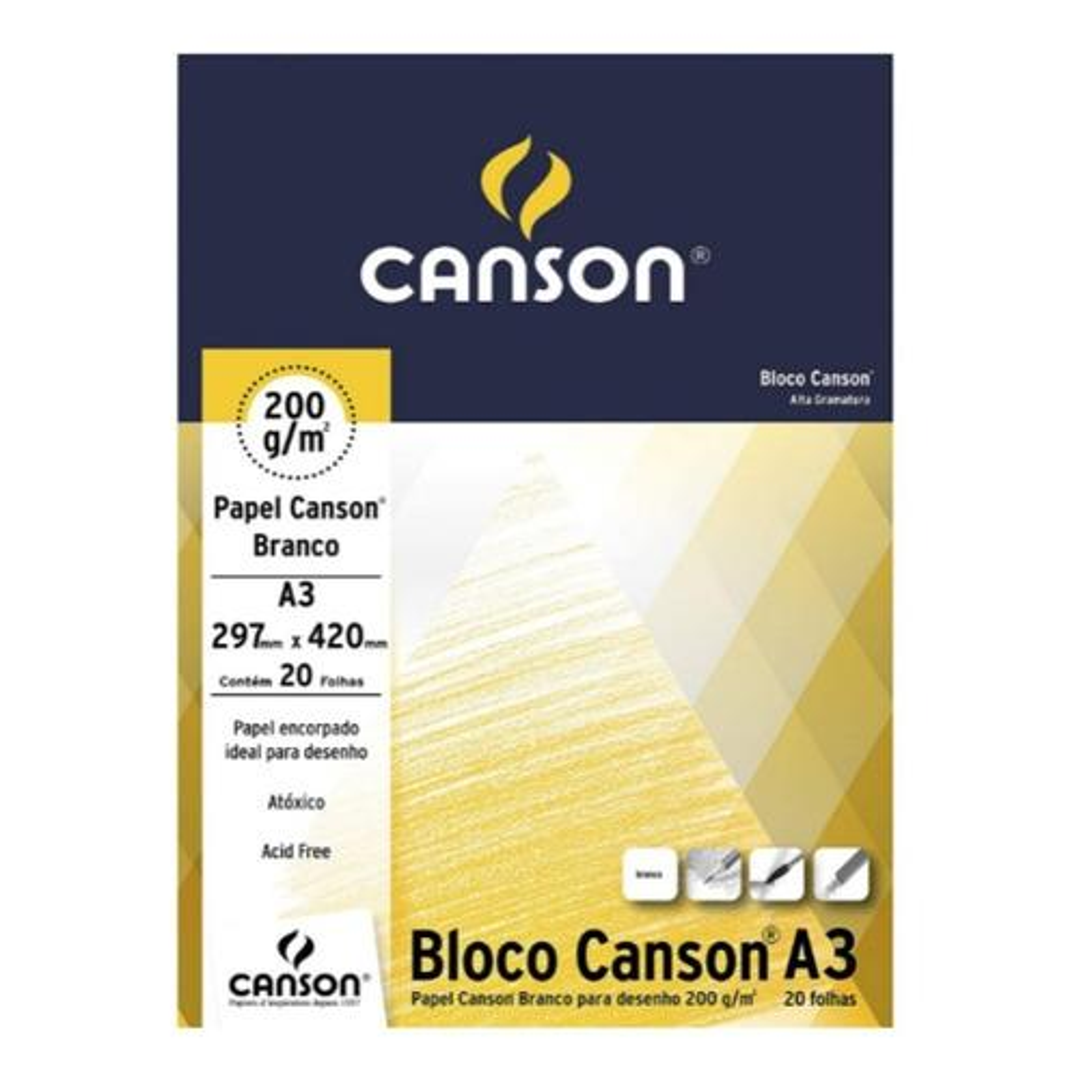 CANSON®
Bloco Canson®
Alta Gramatura
200
g/m²
Papel Canson®
Branco
A3
297mm x 420mm
Contém 20 Folhas
Papel encorpado
ideal para desenho
Atóxico
Acid Free
branco
CANSON®
Bloco Canson® A3
Papel Canson Branco para desenho 200 g/m² 20 folhas